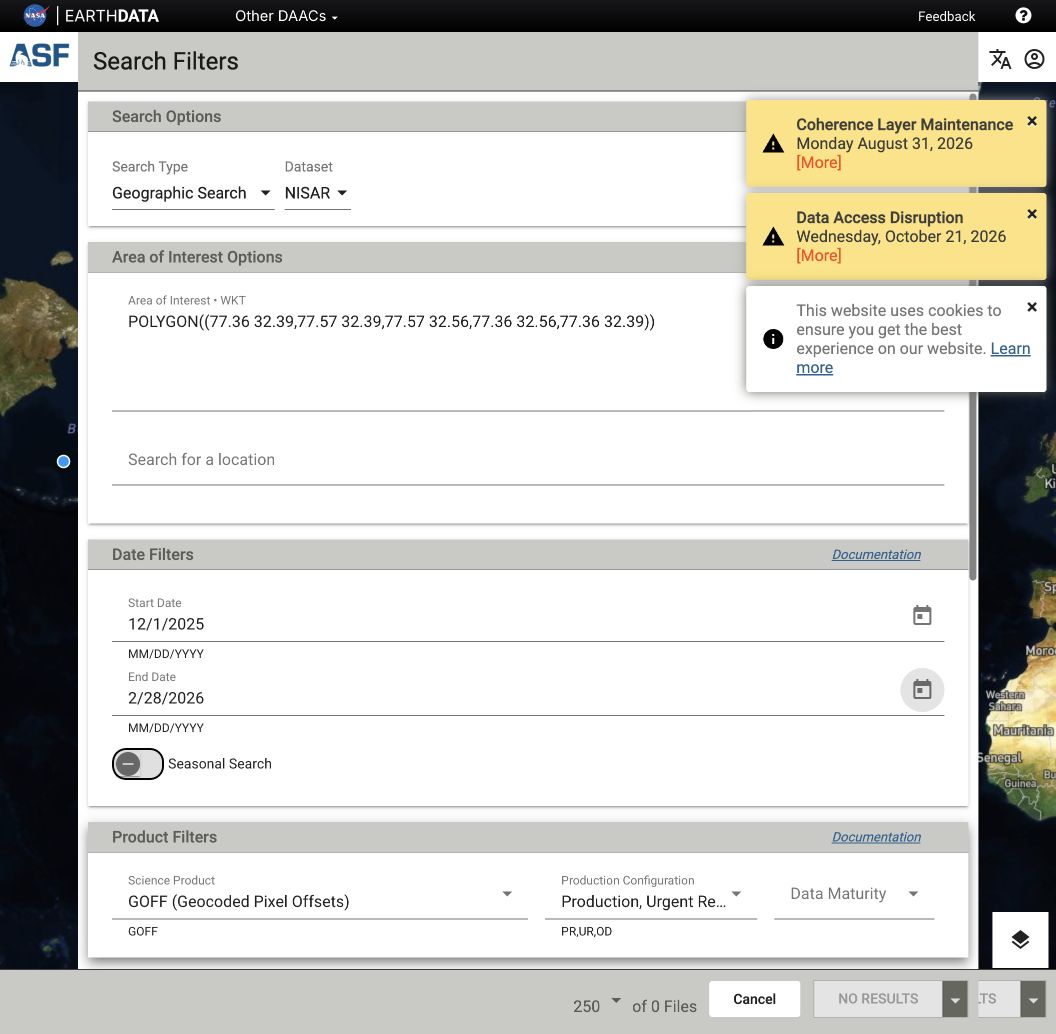 NASA
EARTHDATA
Other DAACs
Feedback
?
ASF
Search Filters
Search Options
Search Type
Dataset
Geographic Search
NISAR
Coherence Layer Maintenance
Monday August 31, 2026
[More]
Data Access Disruption
Wednesday, October 21, 2026
[More]
This website uses cookies to
ensure you get the best
experience on our website. Learn
more
Area of Interest Options
Area of Interest • WKT
POLYGON((77.36 32.39,77.57 32.39,77.57 32.56,77.36 32.56,77.36 32.39))
Search for a location
Date Filters
Documentation
Start Date
12/1/2025
MM/DD/YYYY
End Date
2/28/2026
MM/DD/YYYY
Seasonal Search
Product Filters
Documentation
Science Product
GOFF (Geocoded Pixel Offsets)
GOFF
Production Configuration
Production, Urgent Re...
PR,UR,OD
Data Maturity
Western
Sahara
Mauritania
Senegal
Guinea
250
of 0 Files
Cancel
NO RESULTS
LTS